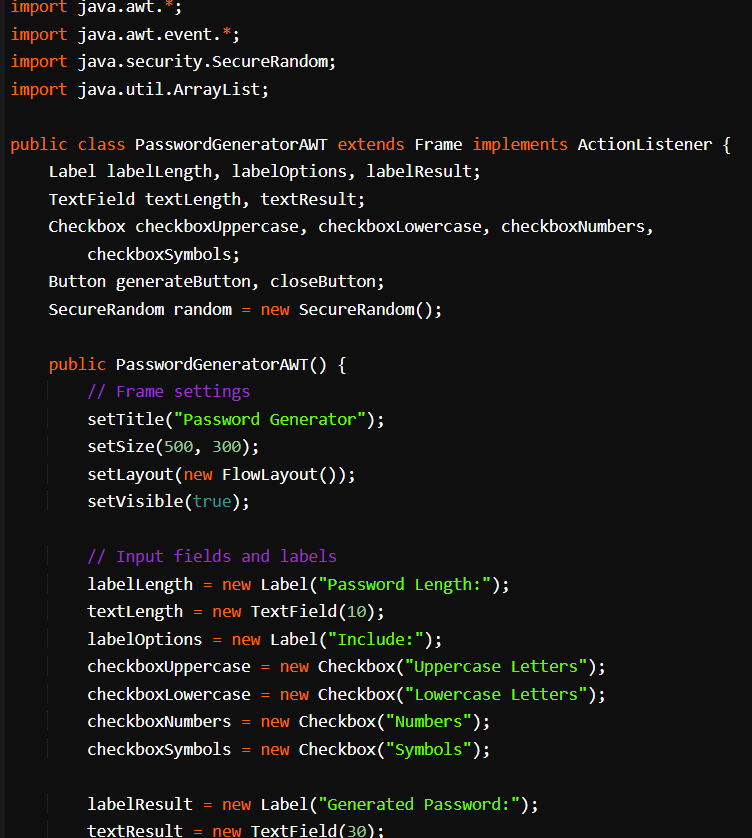 import java.awt.*;
import java.awt.event.*;
import java.security.SecureRandom;
import java.util.ArrayList;

public class PasswordGeneratorAWT extends Frame implements ActionListener {
    Label labelLength, labelOptions, labelResult;
    TextField textLength, textResult;
    Checkbox checkboxUppercase, checkboxLowercase, checkboxNumbers,
        checkboxSymbols;
    Button generateButton, closeButton;
    SecureRandom random = new SecureRandom();

    public PasswordGeneratorAWT() {
        // Frame settings
        setTitle("Password Generator");
        setSize(500, 300);
        setLayout(new FlowLayout());
        setVisible(true);

        // Input fields and labels
        labelLength = new Label("Password Length:");
        textLength = new TextField(10);
        labelOptions = new Label("Include:");
        checkboxUppercase = new Checkbox("Uppercase Letters");
        checkboxLowercase = new Checkbox("Lowercase Letters");
        checkboxNumbers = new Checkbox("Numbers");
        checkboxSymbols = new Checkbox("Symbols");

        labelResult = new Label("Generated Password:");
        textResult = new TextField(30);